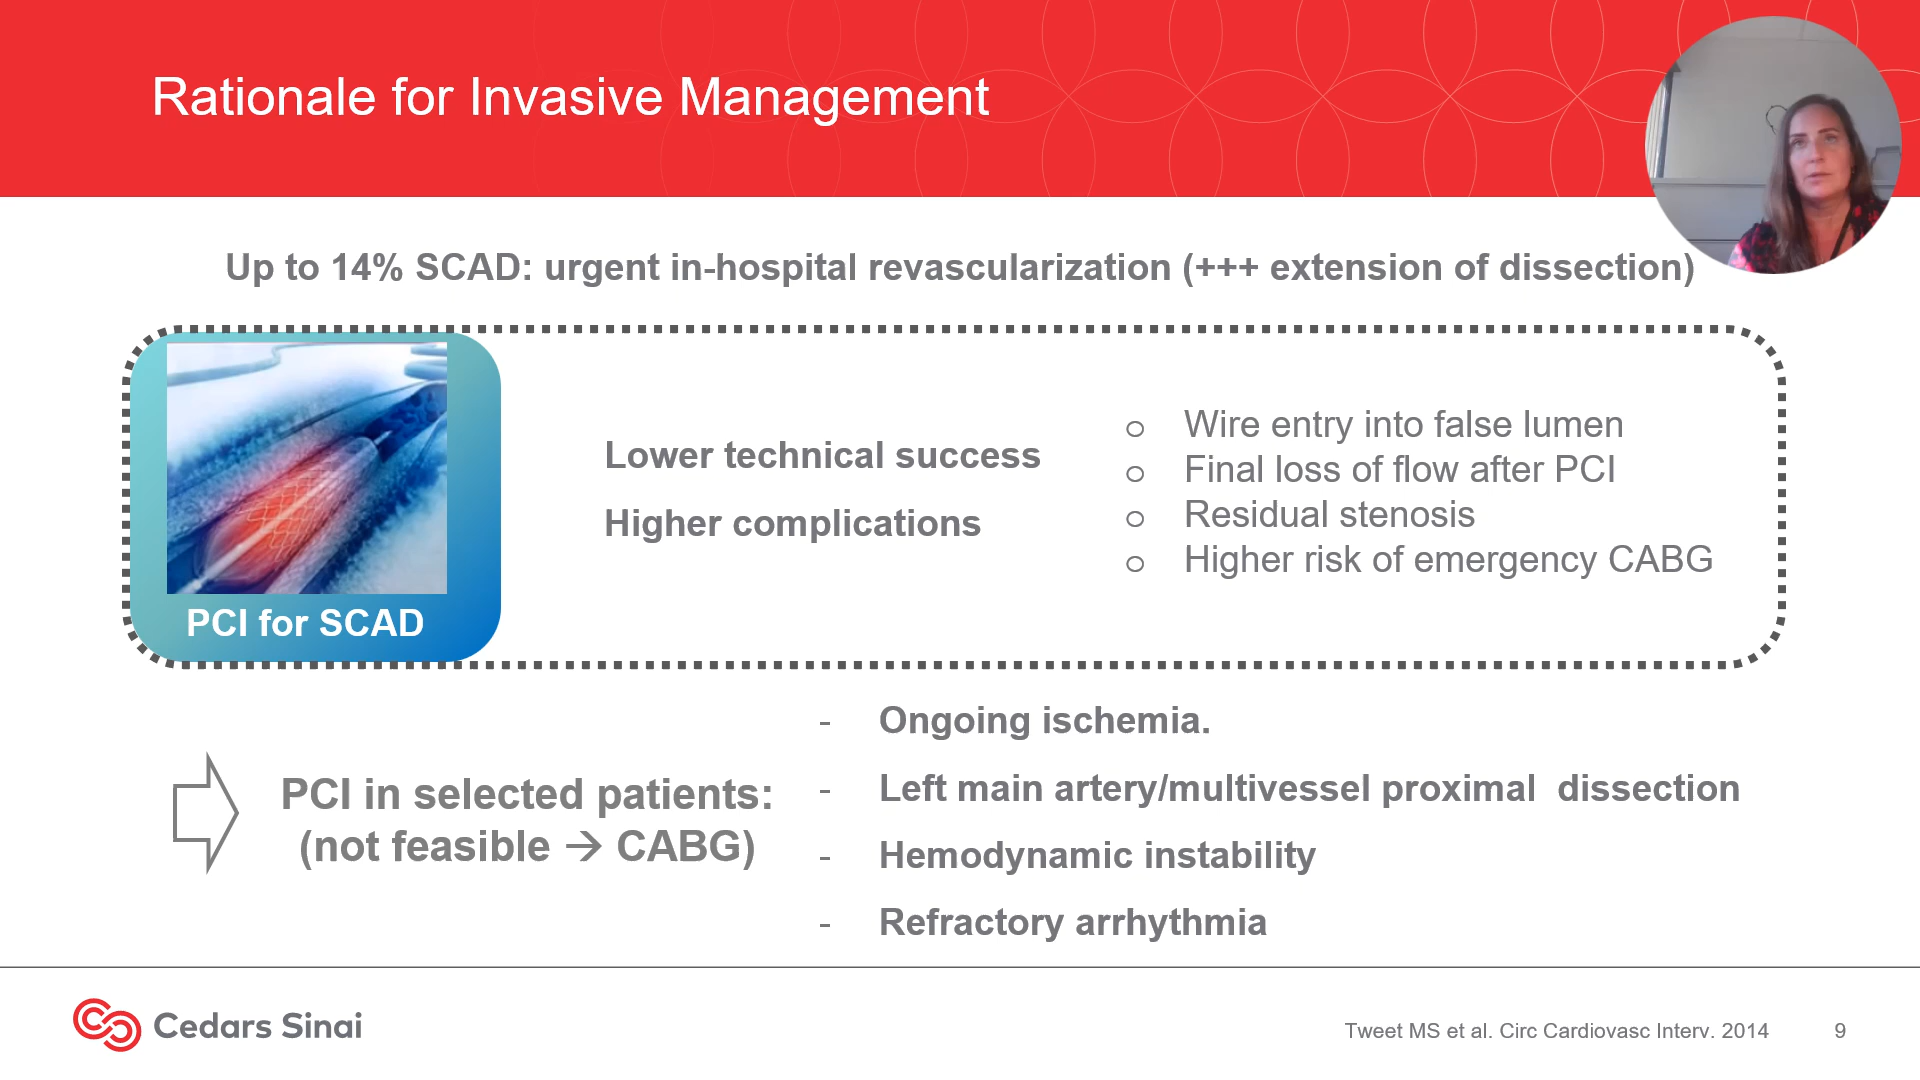 Rationale for Invasive Management
Up to 14% SCAD: urgent in-hospital revascularization (+++ extension of dissection)
PCI for SCAD
Lower technical success
Higher complications
o Wire entry into false lumen
o Final loss of flow after PCI
o Residual stenosis
o Higher risk of emergency CABG
PCI in selected patients:
(not feasible → CABG)
- Ongoing ischemia.
- Left main artery/multivessel proximal  dissection
- Hemodynamic instability
- Refractory arrhythmia
Cedars Sinai
Tweet MS et al. Circ Cardiovasc Interv. 2014
9